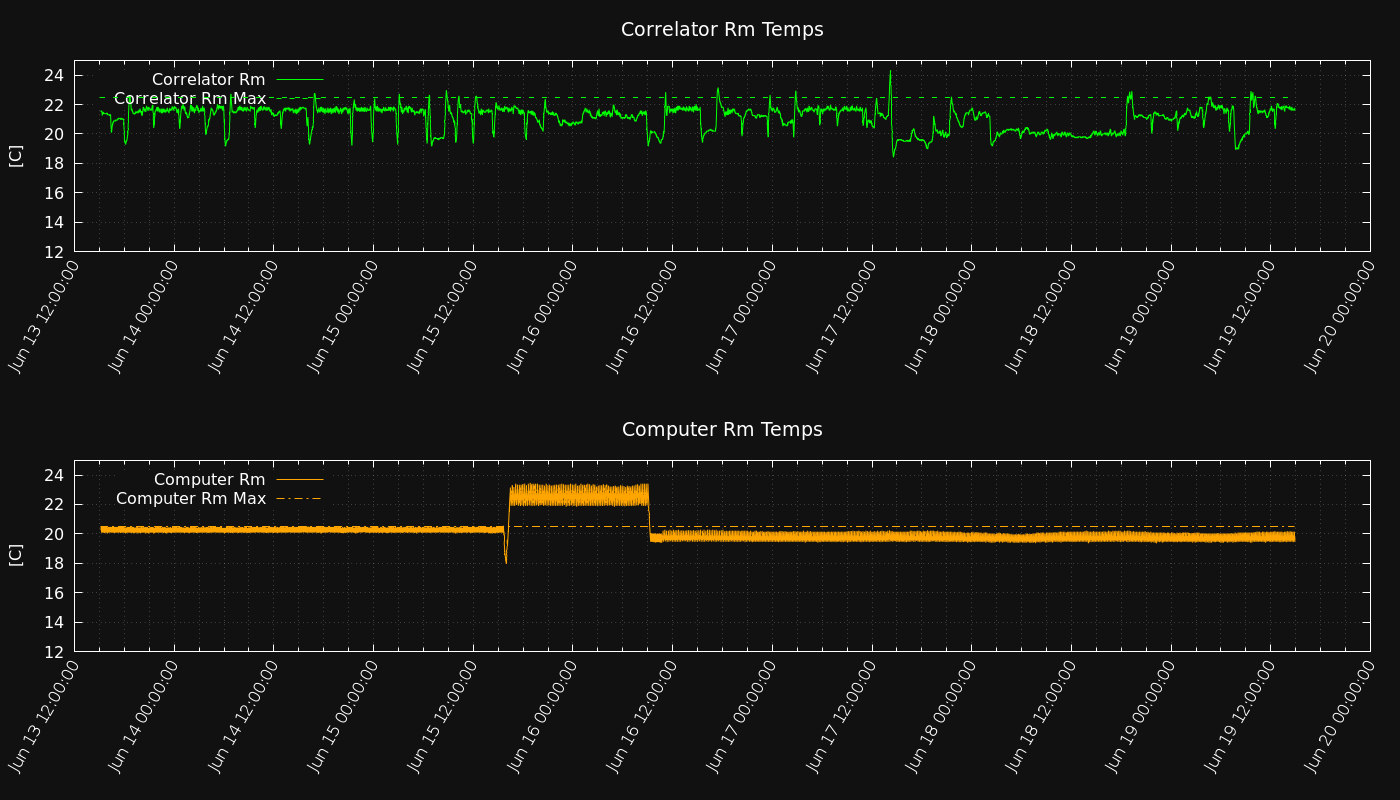 Correlator Rm Temps
Correlator Rm
Correlator Rm Max
24
22
20
18
16
14
12
[C]
Jun 13 12:00:00
Jun 14 00:00:00
Jun 14 12:00:00
Jun 15 00:00:00
Jun 15 12:00:00
Jun 16 00:00:00
Jun 16 12:00:00
Jun 17 00:00:00
Jun 17 12:00:00
Jun 18 00:00:00
Jun 18 12:00:00
Jun 19 00:00:00
Jun 19 12:00:00
Jun 20 00:00:00
Computer Rm Temps
Computer Rm
Computer Rm Max
24
22
20
18
16
14
12
[C]
Jun 13 12:00:00
Jun 14 00:00:00
Jun 14 12:00:00
Jun 15 00:00:00
Jun 15 12:00:00
Jun 16 00:00:00
Jun 16 12:00:00
Jun 17 00:00:00
Jun 17 12:00:00
Jun 18 00:00:00
Jun 18 12:00:00
Jun 19 00:00:00
Jun 19 12:00:00
Jun 20 00:00:00